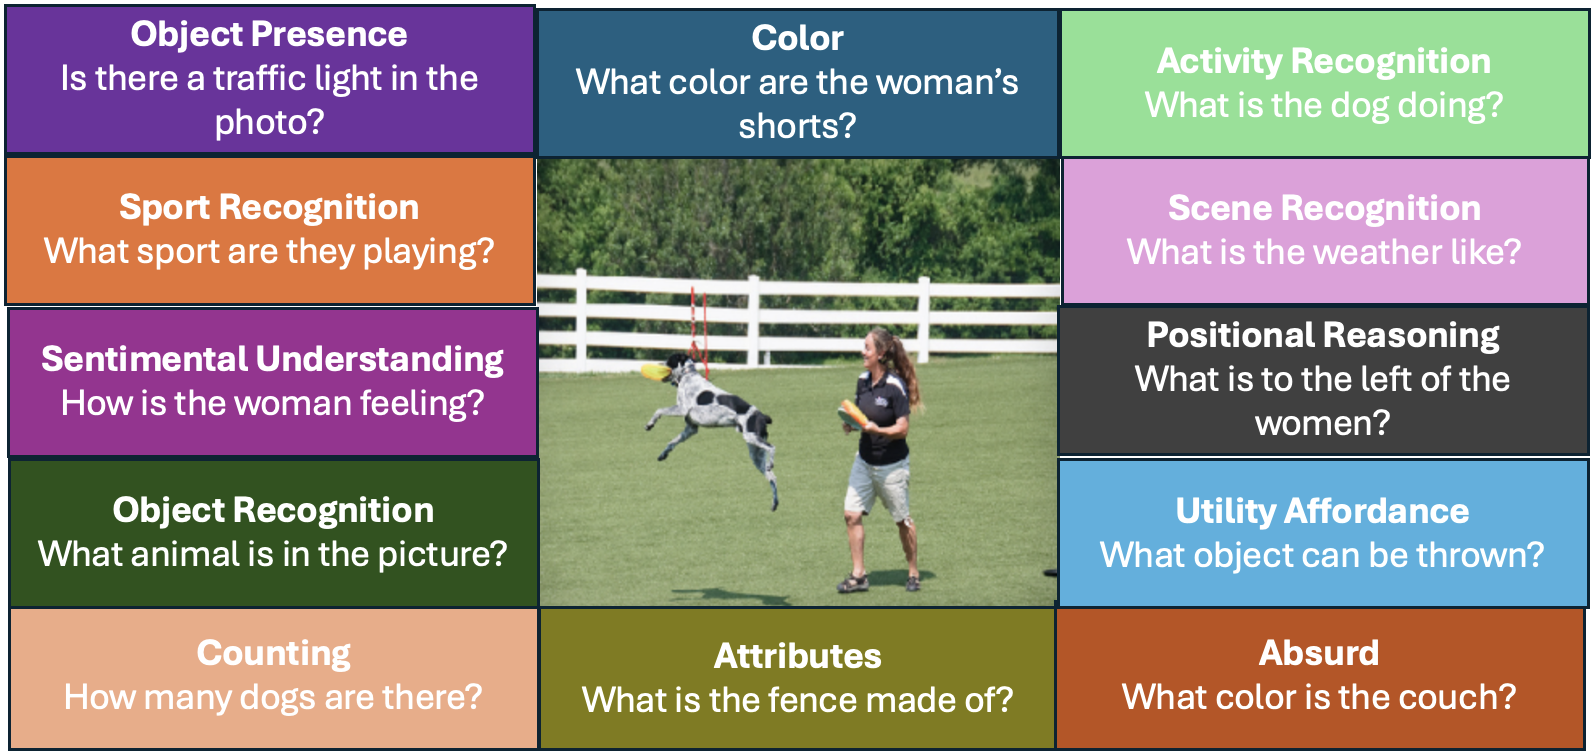 Object Presence
Is there a traffic light in the
photo?
Color
What color are the woman’s
shorts?
Activity Recognition
What is the dog doing?
Sport Recognition
What sport are they playing?
Scene Recognition
What is the weather like?
Sentimental Understanding
How is the woman feeling?
Positional Reasoning
What is to the left of the
women?
Object Recognition
What animal is in the picture?
Utility Affordance
What object can be thrown?
Counting
How many dogs are there?
Attributes
What is the fence made of?
Absurd
What color is the couch?